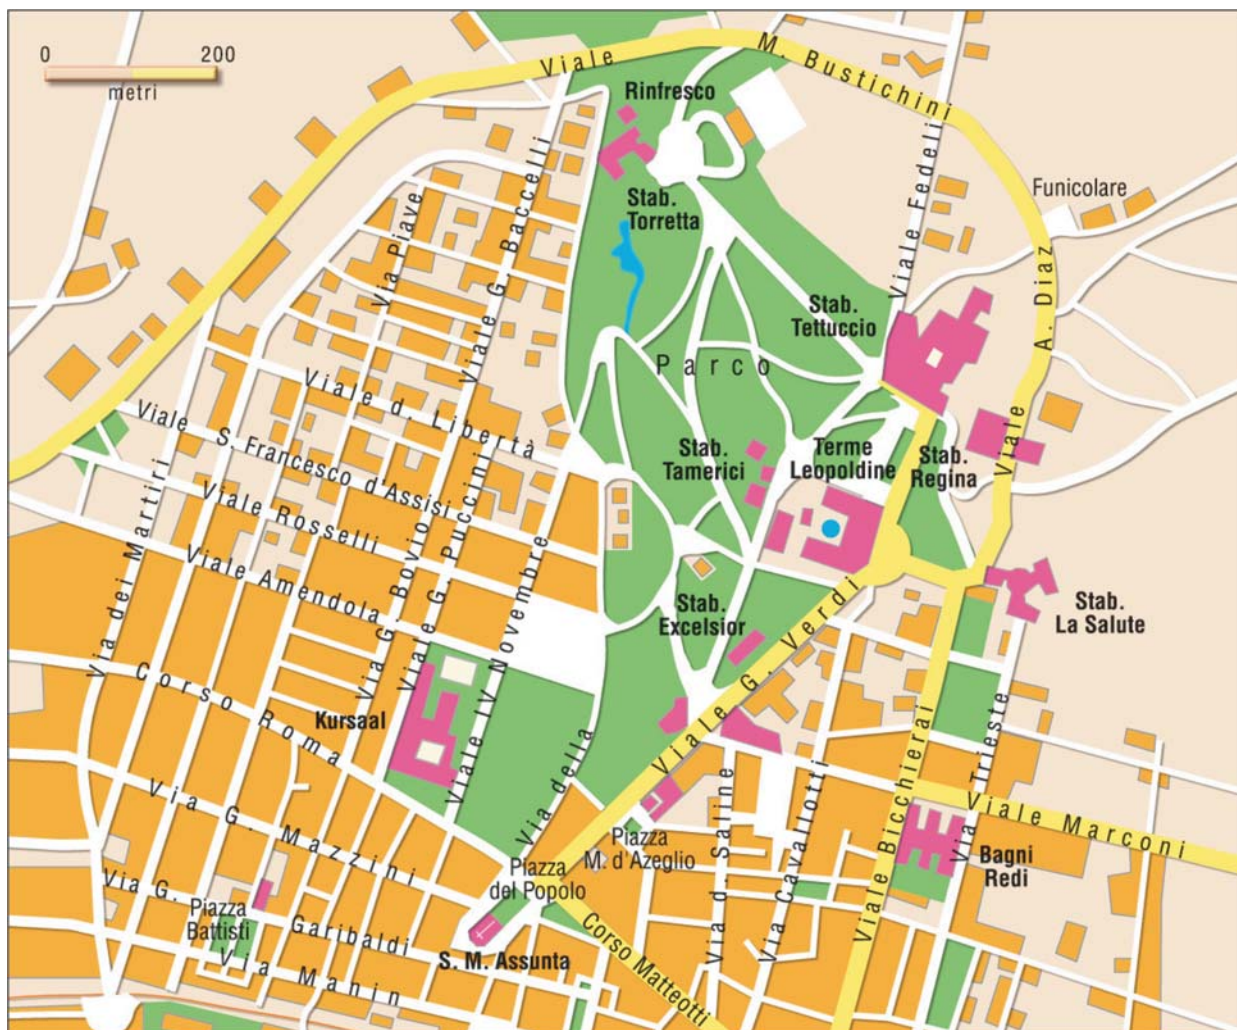 0 200
metri
Viale M. Bustichini
Rinfresco
Stab.
Torretta
Viale Fedeli
Funicolare
Via Piave
Viale G. Baccelli
Stab.
Tettuccio
Viale A. Diaz
Parco
Viale d. Libertà
Viale S. Francesco d'Assisi
Viale Rosselli
Viale Amendola
Stab.
Tamerici
Terme
Leopoldine
Stab.
Regina
Via dei Martiri
Via G. Bovio
Viale G. Puccini
Viale IV Novembre
Stab.
Excelsior
Viale G. Verdi
Stab.
La Salute
Corso Roma
Kursaal
Via della
Viale Bicchierai
Via Trieste
Viale Marconi
Via G. Mazzini
Via d. Saline
Via Cavallotti
Piazza
M. d'Azeglio
Piazza
del Popolo
Bagni
Redi
Via G. Garibaldi
Piazza
Battisti
Via Manin
S. M. Assunta
Corso Matteotti